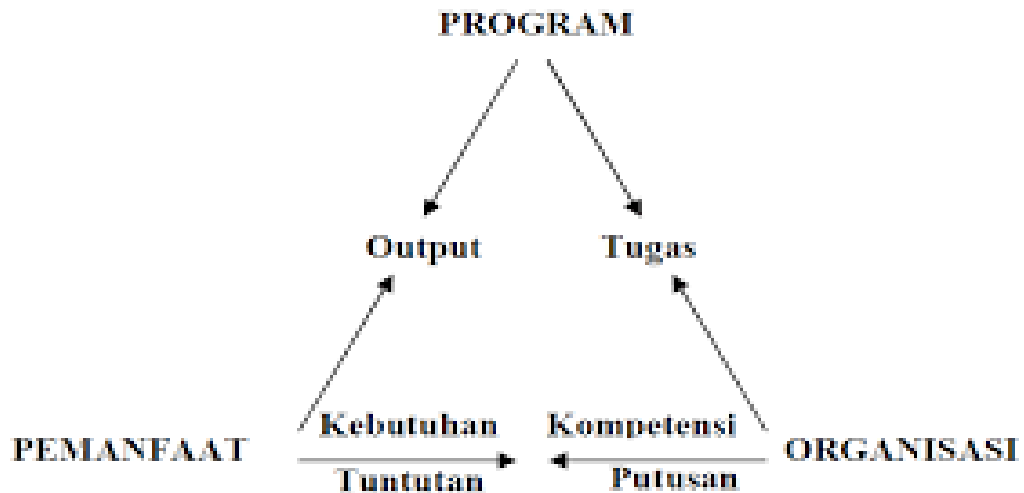 PROGRAM
Output Tugas
Kebutuhan Kompetensi
PEMANFAAT ORGANISASI
Tuntutan Putusan